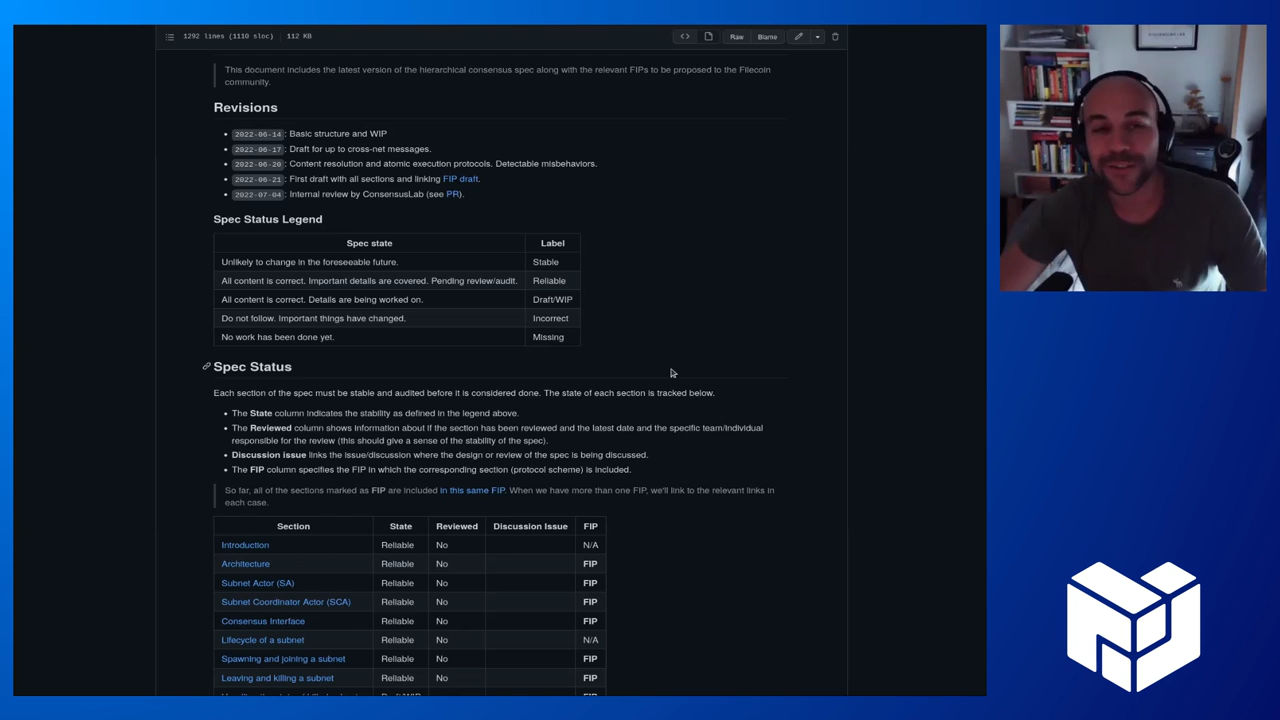 1292 lines (1110 sloc) 112 KB
Raw Blame
This document includes the latest version of the hierarchical consensus spec along with the relevant FIPs to be proposed to the Filecoin
community.
Revisions
2022-06-14: Basic structure and WIP
2022-06-17: Draft for up to cross-net messages.
2022-06-20: Content resolution and atomic execution protocols. Detectable misbehaviors.
2022-06-21: First draft with all sections and linking FIP draft.
2022-07-04: Internal review by ConsensusLab (see PR).
Spec Status Legend
Spec state Label
Unlikely to change in the foreseeable future. Stable
All content is correct. Important details are covered. Pending review/audit. Reliable
All content is correct. Details are being worked on. Draft/WIP
Do not follow. Important things have changed. Incorrect
No work has been done yet. Missing
Spec Status
Each section of the spec must be stable and audited before it is considered done. The state of each section is tracked below.
The State column indicates the stability as defined in the legend above.
The Reviewed column shows Information about if the section has been reviewed and the latest date and the specific team/individual
responsible for the review (this should give a sense of the stability of the spec).
Discussion issue links the issue/discussion where the design or review of the spec is being discussed.
The FIP column specifies the FIP in which the corresponding section (protocol scheme) is included.
So far, all of the sections marked as FIP are included in this same FIP. When we have more than one FIP, we'll link to the relevant links in
each case.
Section State Reviewed Discussion Issue FIP
Introduction Reliable No N/A
Architecture Reliable No FIP
Subnet Actor (SA) Reliable No FIP
Subnet Coordinator Actor (SCA) Reliable No FIP
Consensus Interface Reliable No FIP
Lifecycle of a subnet Reliable No N/A
Spawning and joining a subnet Reliable No FIP
Leaving and killing a subnet Reliable No FIP